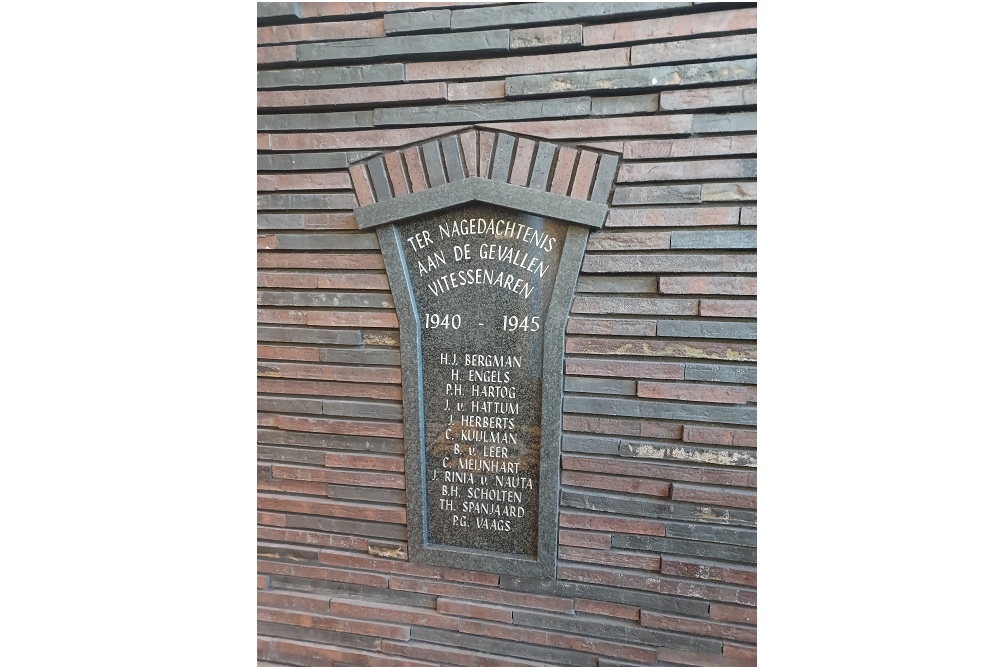 TER NAGEDACHTENIS
AAN DE GEVALLEN
VITESSENAREN
1940 - 1945
H.J. BERGMAN
H. ENGELS
P.H. HARTOG
J. v. HATTUM
J. HERBERTS
C. KUIJLMAN
B. v. LEER
C. MEIJNHART
J. RINIA v. NAUTA
B.H. SCHOLTEN
TH. SPANJAARD
P.G. VAAGS